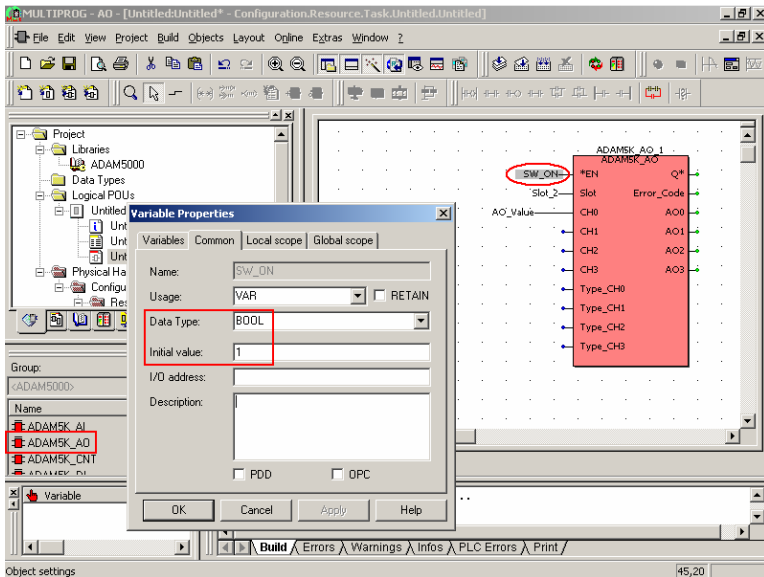 MULTIPROG - AO - [Untitled:Untitled* - Configuration.Resource.Task.Untitled.Untitled]
File Edit View Project Build Objects Layout Online Extras Window ?
Project
Libraries
ADAM5000
Data Types
Logical POUs
Untitled
Unt
Unt
Unt
Physical Ha
Configu
Res
Group:
<ADAM5000>
Name
ADAM5K_AI
ADAM5K_AO
ADAM5K_CNT
ADAM5K_DI
Variable Properties
Variables Common Local scope Global scope
Name: SW_ON
Usage: VAR RETAIN
Data Type: BOOL
Initial value: 1
I/O address:
Description:
PDD OPC
OK Cancel Apply Help
ADAM5K_AO_1
ADAM5K_AO
SW_ON *EN Q*
Slot_2 Slot Error_Code
AO_Value CH0 AO0
CH1 AO1
CH2 AO2
CH3 AO3
Type_CH0
Type_CH1
Type_CH2
Type_CH3
Variable
..
Build Errors Warnings Infos PLC Errors Print
Object settings
45,20